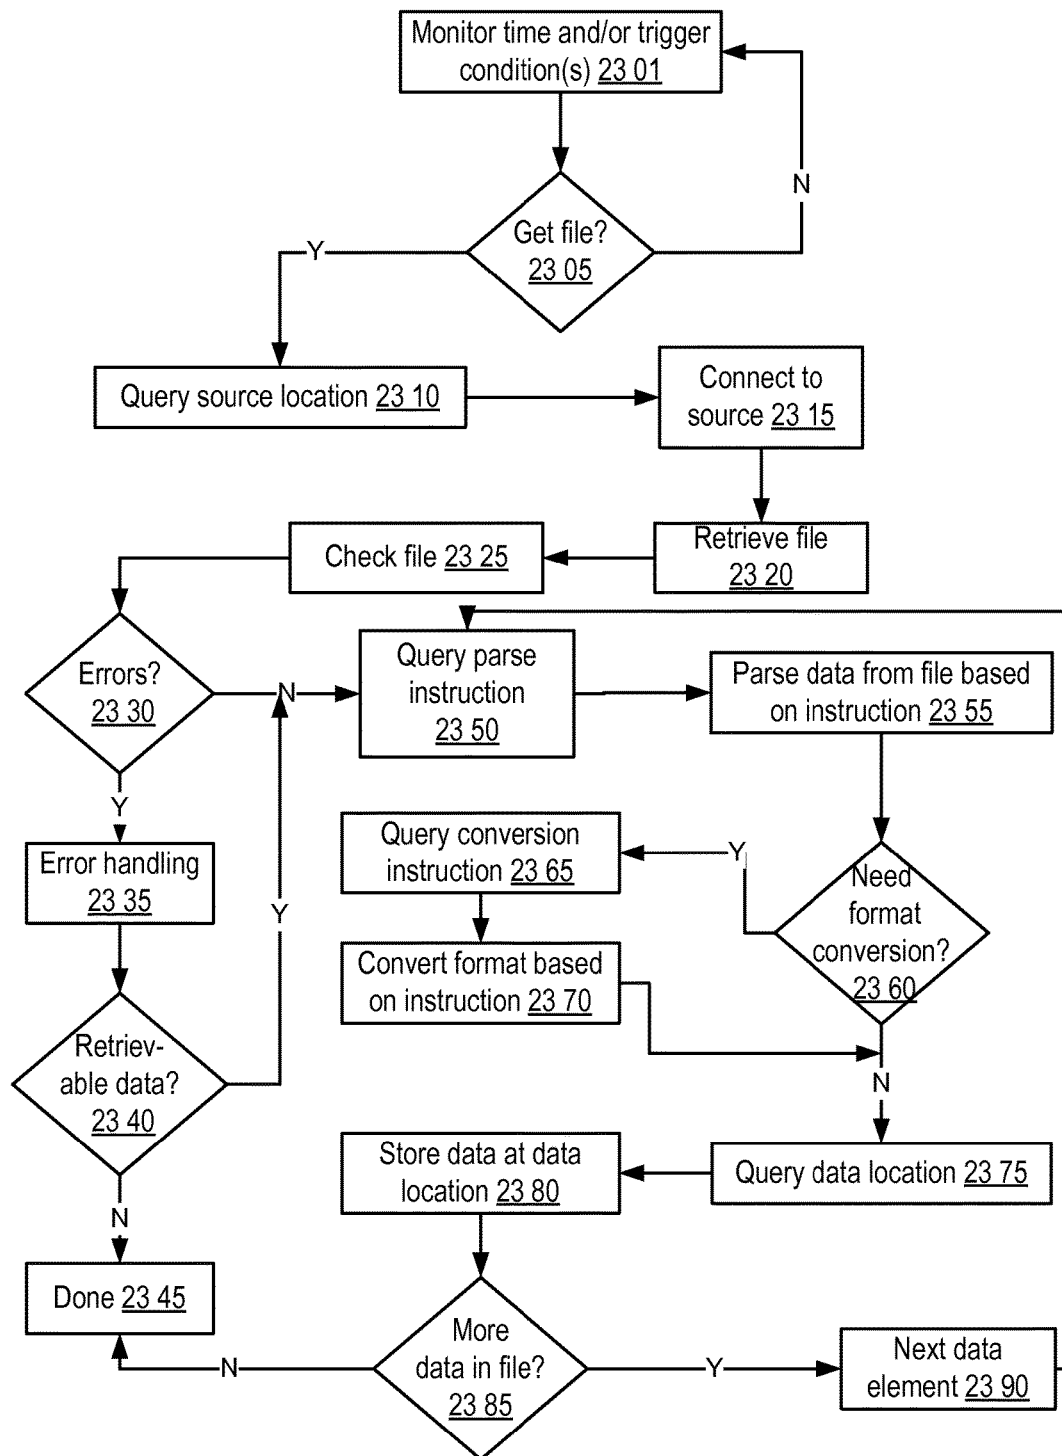 Monitor time and/or trigger
condition(s) 23 01
N
Get file?
23 05
Y
Query source location 23 10
Connect to
source 23 15
Retrieve file
23 20
Check file 23 25
Errors?
23 30
N
Query parse
instruction
23 50
Parse data from file based
on instruction 23 55
Y
Error handling
23 35
Y
Query conversion
instruction 23 65
Y
Need
format
conversion?
23 60
Convert format based
on instruction 23 70
Retriev-
able data?
23 40
N
Store data at data
location 23 80
Query data location 23 75
N
Done 23 45
More
data in file?
23 85
N
Y
Next data
element 23 90